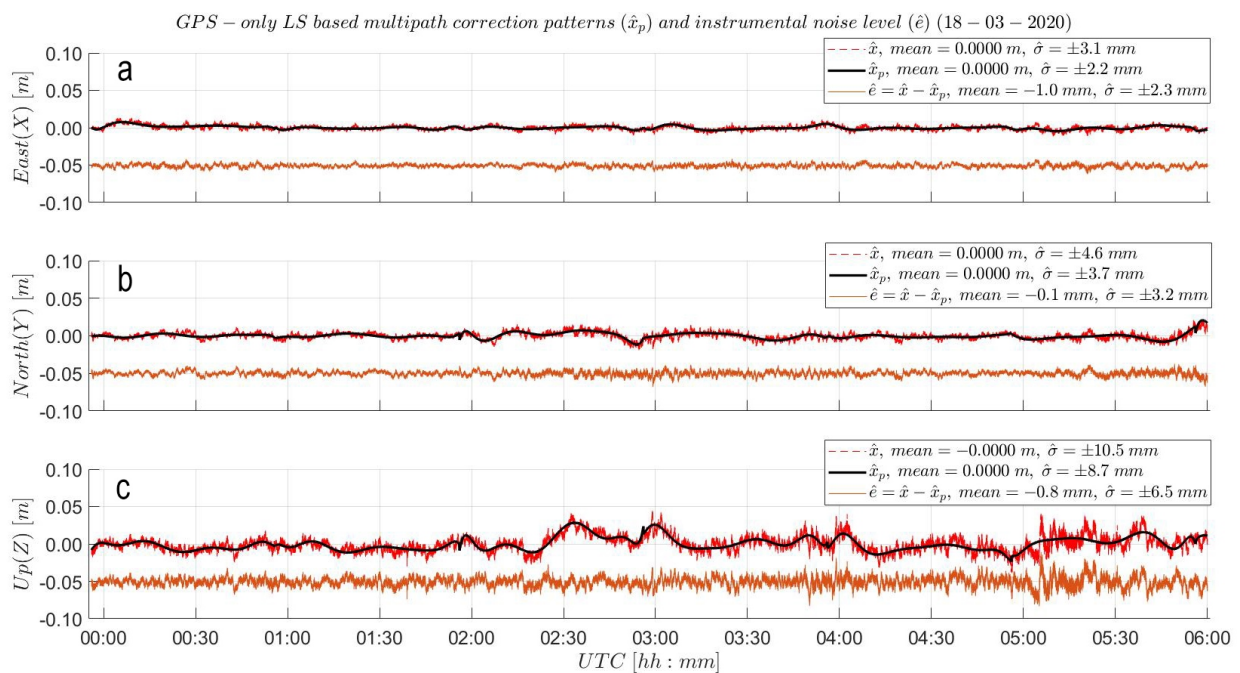 GPS − only LS based multipath correction patterns (x̂ₚ) and instrumental noise level (ê) (18 − 03 − 2020)
a
East(X) [m]
0.10
0.05
0.00
-0.05
-0.10
x̂, mean = 0.0000 m, σ̂ = ±3.1 mm
x̂ₚ, mean = 0.0000 m, σ̂ = ±2.2 mm
ê = x̂ − x̂ₚ, mean = −1.0 mm, σ̂ = ±2.3 mm
b
North(Y) [m]
0.10
0.05
0.00
-0.05
-0.10
x̂, mean = 0.0000 m, σ̂ = ±4.6 mm
x̂ₚ, mean = 0.0000 m, σ̂ = ±3.7 mm
ê = x̂ − x̂ₚ, mean = −0.1 mm, σ̂ = ±3.2 mm
c
Up(Z) [m]
0.10
0.05
0.00
-0.05
-0.10
x̂, mean = −0.0000 m, σ̂ = ±10.5 mm
x̂ₚ, mean = 0.0000 m, σ̂ = ±8.7 mm
ê = x̂ − x̂ₚ, mean = −0.8 mm, σ̂ = ±6.5 mm
00:00 00:30 01:00 01:30 02:00 02:30 03:00 03:30 04:00 04:30 05:00 05:30 06:00
UTC [hh : mm]